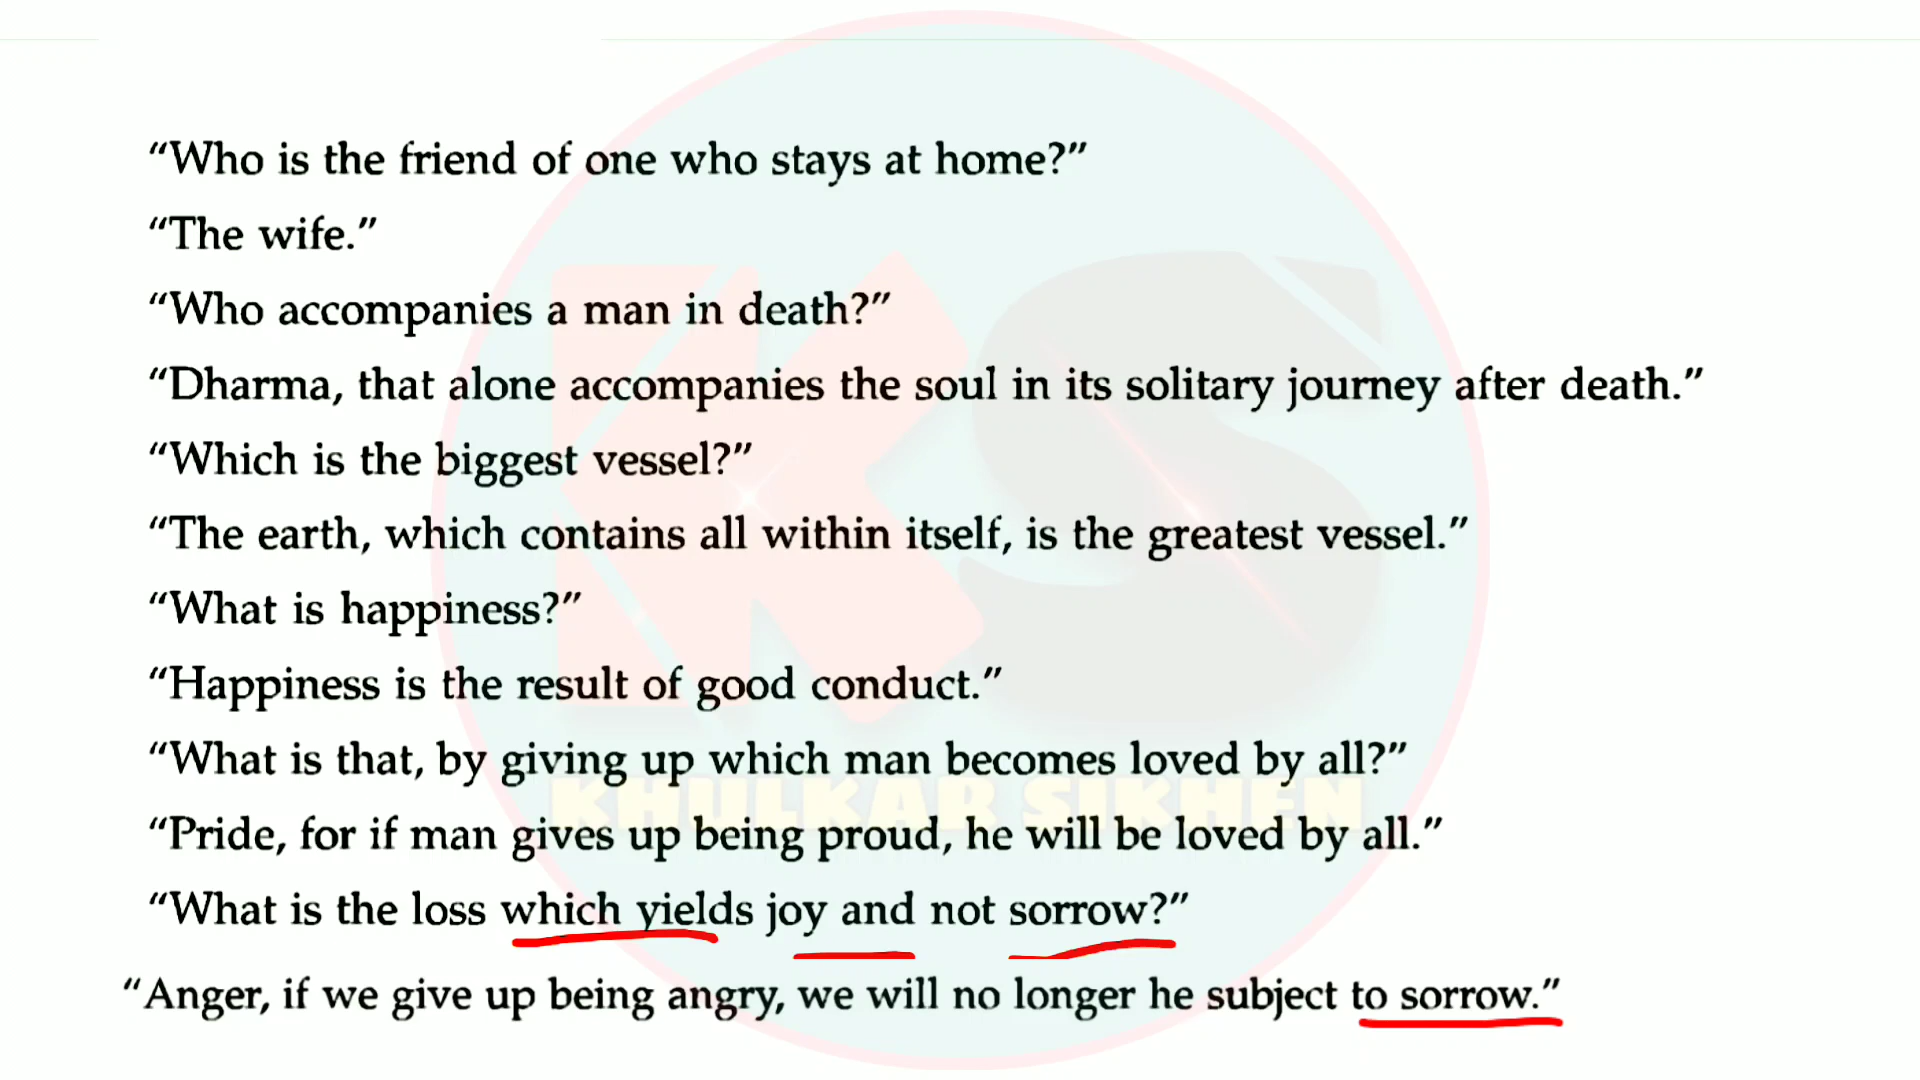 “Who is the friend of one who stays at home?”
“The wife.”
“Who accompanies a man in death?”
“Dharma, that alone accompanies the soul in its solitary journey after death.”
“Which is the biggest vessel?”
“The earth, which contains all within itself, is the greatest vessel.”
“What is happiness?”
“Happiness is the result of good conduct.”
“What is that, by giving up which man becomes loved by all?”
KHULKAR SIKHEN
“Pride, for if man gives up being proud, he will be loved by all.”
“What is the loss which yields joy and not sorrow?”
“Anger, if we give up being angry, we will no longer he subject to sorrow.”
KS